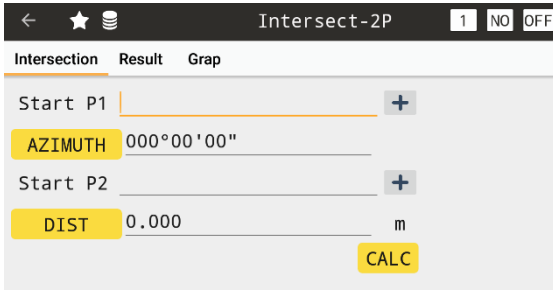 Intersect-2P 1 NO OFF
Intersection Result Grap
Start P1 +
AZIMUTH 000°00'00"
Start P2 +
DIST 0.000 m
CALC